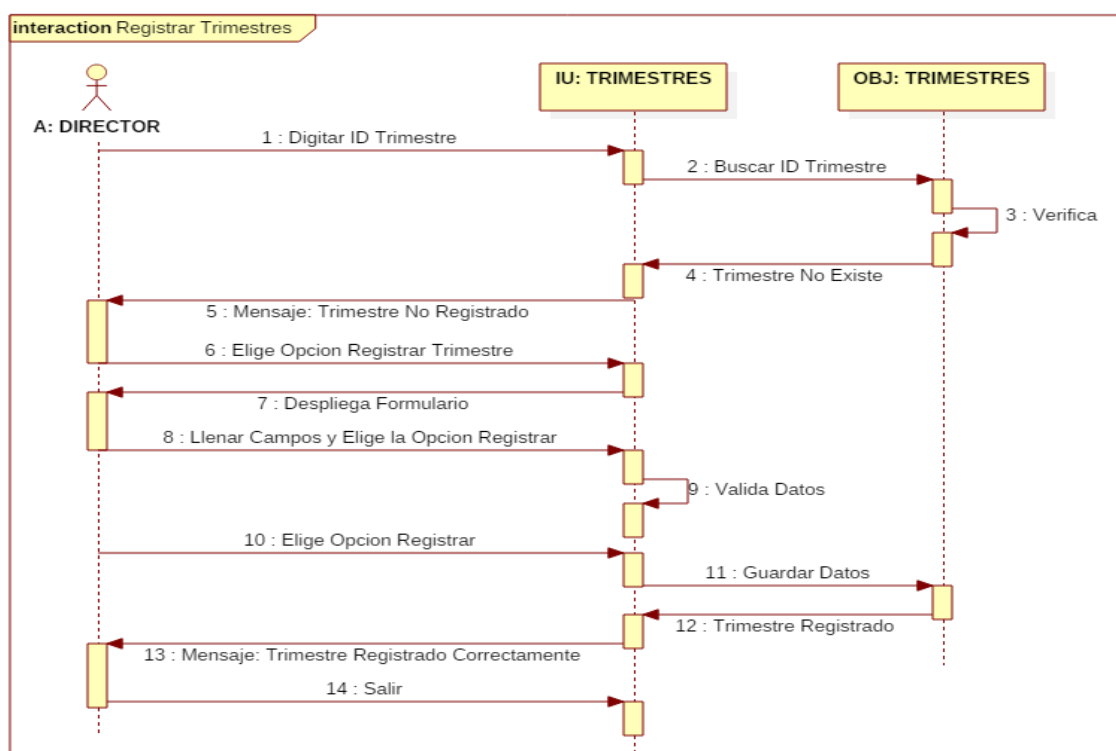 interaction Registrar Trimestres
IU: TRIMESTRES
OBJ: TRIMESTRES
A: DIRECTOR
1 : Digitar ID Trimestre
2 : Buscar ID Trimestre
3 : Verifica
4 : Trimestre No Existe
5 : Mensaje: Trimestre No Registrado
6 : Elige Opcion Registrar Trimestre
7 : Despliega Formulario
8 : Llenar Campos y Elige la Opcion Registrar
9 : Valida Datos
10 : Elige Opcion Registrar
11 : Guardar Datos
12 : Trimestre Registrado
13 : Mensaje: Trimestre Registrado Correctamente
14 : Salir